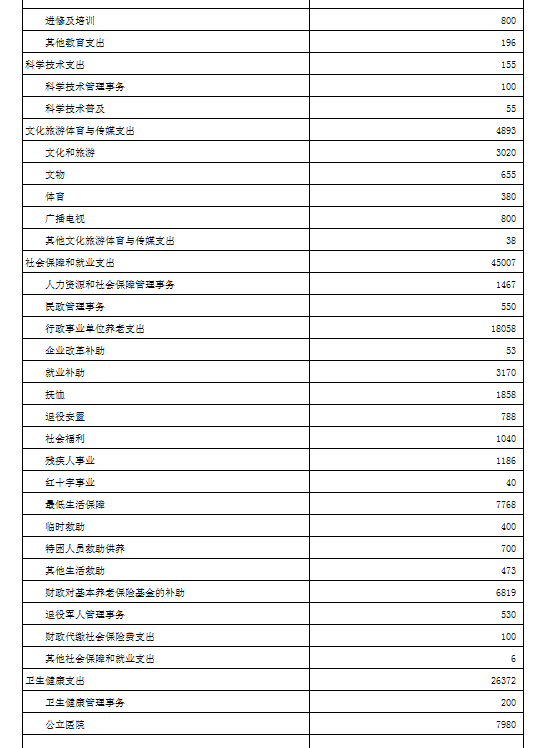 进修及培训 800
其他教育支出 196
科学技术支出 155
科学技术管理事务 100
科学技术普及 55
文化旅游体育与传媒支出 4893
文化和旅游 3020
文物 655
体育 380
广播电视 800
其他文化旅游体育与传媒支出 38
社会保障和就业支出 45007
人力资源和社会保障管理事务 1467
民政管理事务 550
行政事业单位养老支出 18058
企业改革补助 53
就业补助 3170
抚恤 1858
退役安置 788
社会福利 1040
残疾人事业 1186
红十字事业 40
最低生活保障 7768
临时救助 400
特困人员救助供养 700
其他生活救助 473
财政对基本养老保险基金的补助 6819
退役军人管理事务 530
财政代缴社会保险费支出 100
其他社会保障和就业支出 6
卫生健康支出 26372
卫生健康管理事务 200
公立医院 7980